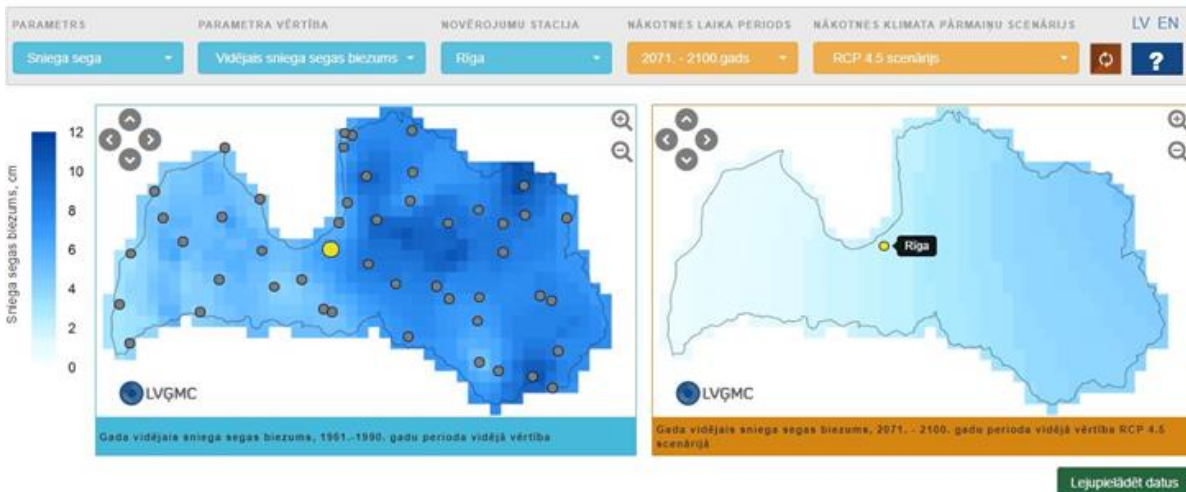 PARAMETRS
PARAMETRA VĒRTĪBA
NOVĒROJUMU STACIJA
NĀKOTNES LAIKA PERIODS
NĀKOTNES KLIMATA PĀRMAIŅU SCENĀRIJS
LV EN
Sniega sega
Vidējais sniega segas biezums
Rīga
2071. - 2100.gads
RCP 4.5 scenārijs
?
Sniega segas biezums, cm
12
10
8
6
4
2
0
LVĢMC
Gada vidējais sniega segas biezums, 1961.-1990. gadu perioda vidējā vērtība
Rīga
LVĢMC
Gada vidējais sniega segas biezums, 2071. - 2100. gadu perioda vidējā vērtība RCP 4.5
scenārijā
Lejupielādēt datus